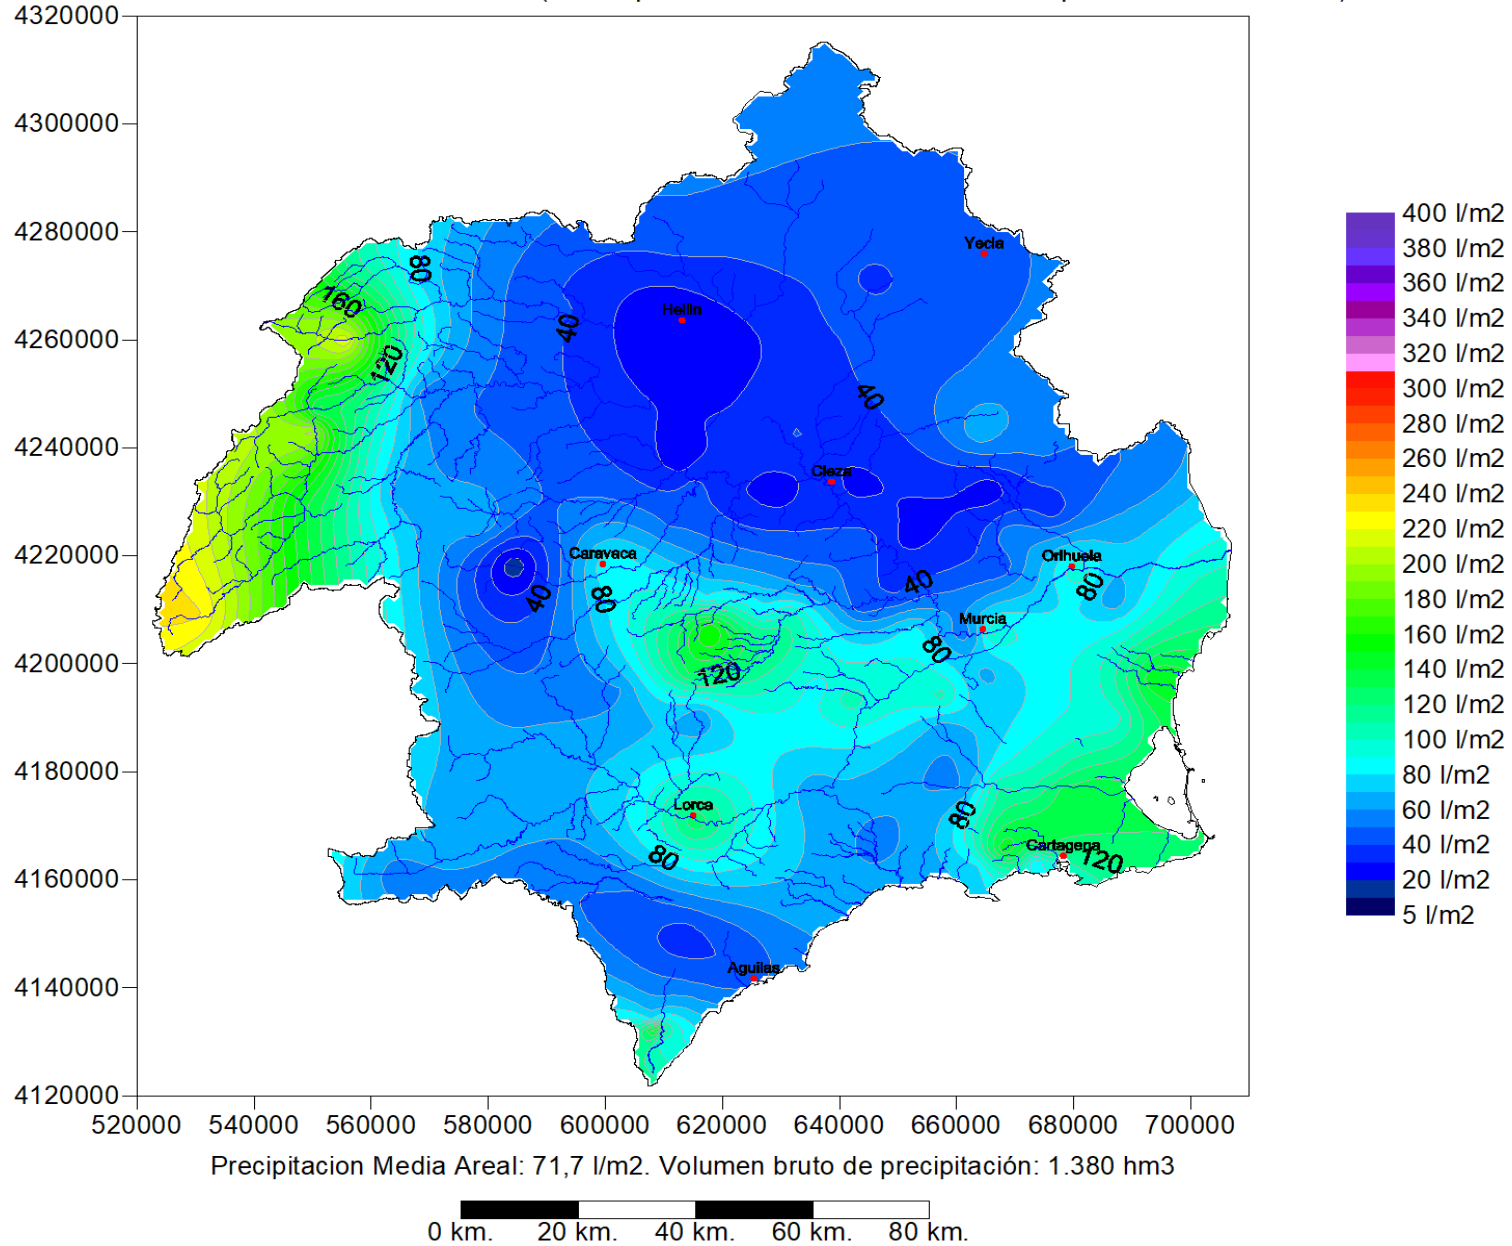 4320000
4300000
4280000
4260000
4240000
4220000
4200000
4180000
4160000
4140000
4120000
520000 540000 560000 580000 600000 620000 640000 660000 680000 700000
Yecla
80
160
Hellin
40
120
40
Cieza
Caravaca
Orihuela
40
80
40
80
Murcia
80
120
Lorca
80
80
Cartagena
120
Aguilas
400 l/m2
380 l/m2
360 l/m2
340 l/m2
320 l/m2
300 l/m2
280 l/m2
260 l/m2
240 l/m2
220 l/m2
200 l/m2
180 l/m2
160 l/m2
140 l/m2
120 l/m2
100 l/m2
80 l/m2
60 l/m2
40 l/m2
20 l/m2
5 l/m2
Precipitacion Media Areal: 71,7 l/m2. Volumen bruto de precipitación: 1.380 hm3
0 km. 20 km. 40 km. 60 km. 80 km.